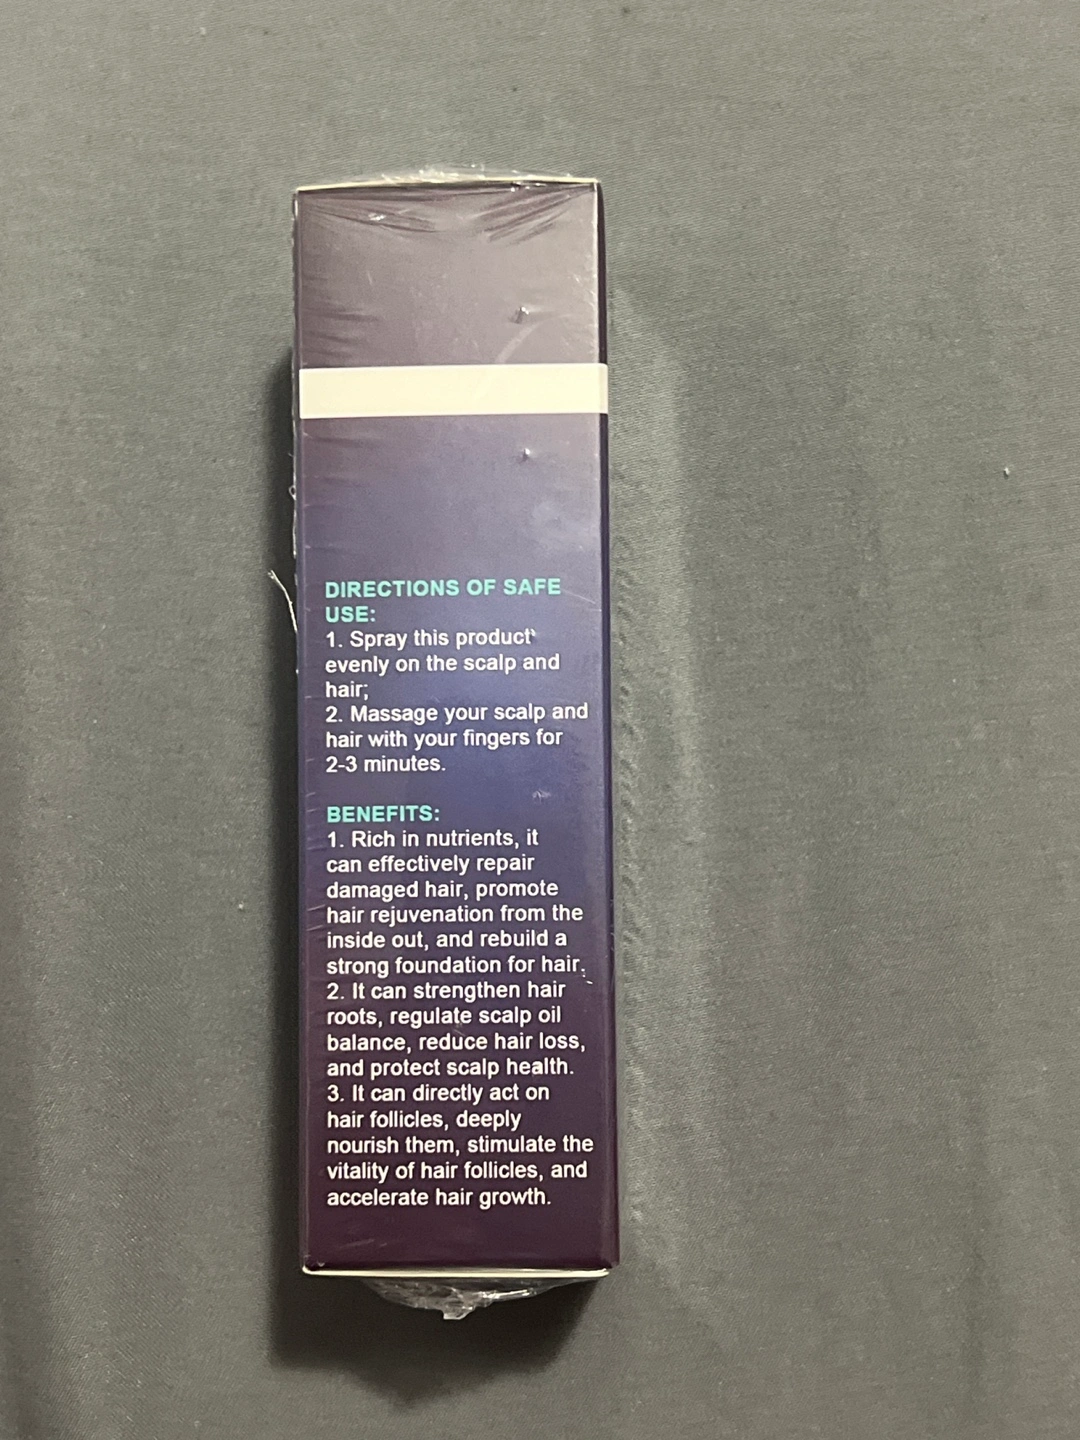 DIRECTIONS OF SAFE
USE:
1. Spray this product
evenly on the scalp and
hair;
2. Massage your scalp and
hair with your fingers for
2-3 minutes.
BENEFITS:
1. Rich in nutrients, it
can effectively repair
damaged hair, promote
hair rejuvenation from the
inside out, and rebuild a
strong foundation for hair.
2. It can strengthen hair
roots, regulate scalp oil
balance, reduce hair loss,
and protect scalp health.
3. It can directly act on
hair follicles, deeply
nourish them, stimulate the
vitality of hair follicles, and
accelerate hair growth.